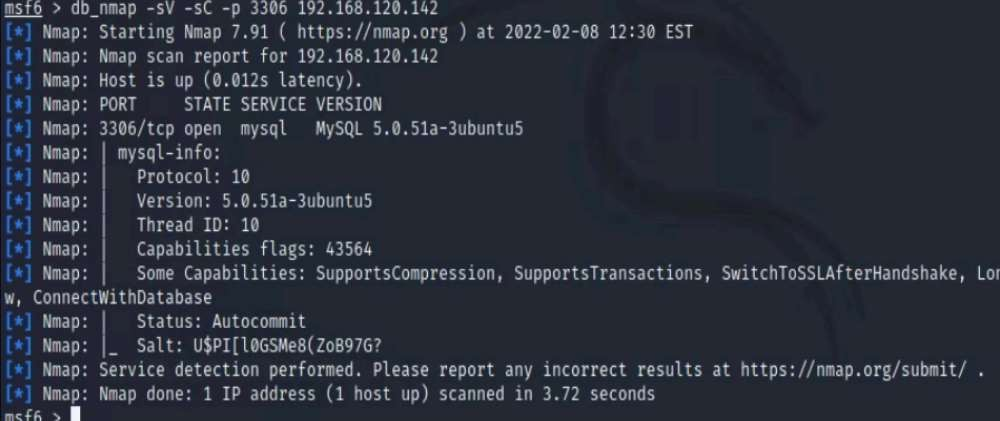 msf6 > db_nmap -sV -sC -p 3306 192.168.120.142
[*] Nmap: Starting Nmap 7.91 ( https://nmap.org ) at 2022-02-08 12:30 EST
[*] Nmap: Nmap scan report for 192.168.120.142
[*] Nmap: Host is up (0.012s latency).
[*] Nmap: PORT     STATE SERVICE VERSION
[*] Nmap: 3306/tcp open  mysql   MySQL 5.0.51a-3ubuntu5
[*] Nmap: | mysql-info:
[*] Nmap: |   Protocol: 10
[*] Nmap: |   Version: 5.0.51a-3ubuntu5
[*] Nmap: |   Thread ID: 10
[*] Nmap: |   Capabilities flags: 43564
[*] Nmap: |   Some Capabilities: SupportsCompression, SupportsTransactions, SwitchToSSLAfterHandshake, Lon
w, ConnectWithDatabase
[*] Nmap: |   Status: Autocommit
[*] Nmap: |_  Salt: U$PI[l0GSMe8(ZoB97G?
[*] Nmap: Service detection performed. Please report any incorrect results at https://nmap.org/submit/ .
[*] Nmap: Nmap done: 1 IP address (1 host up) scanned in 3.72 seconds
msf6 >